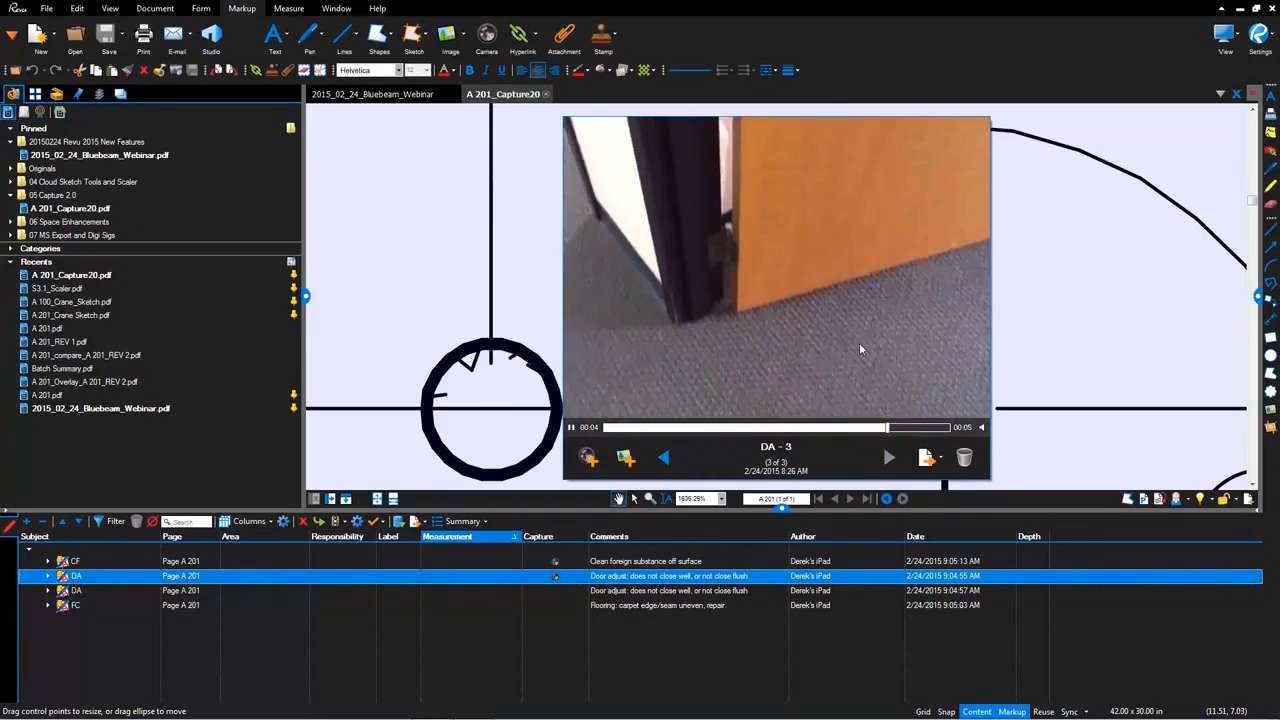 Revu File Edit View Document Form Markup Measure Window Help
New Open Save Print E-mail Studio Text Pen Lines Shapes Sketch Image Camera Hyperlink Attachment Stamp View Settings
Helvetica 12 A B I U
2015_02_24_Bluebeam_Webinar A 201_Capture20
Pinned
20150224 Revu 2015 New Features
2015_02_24_Bluebeam_Webinar.pdf
Originals
04 Cloud Sketch Tools and Scaler
05 Capture 2.0
A 201_Capture20.pdf
06 Space Enhancements
07 MS Export and Digi Sigs
Categories
Recents
A 201_Capture20.pdf
S3.1_Scaler.pdf
A 100_Crane_Sketch.pdf
A 201_Crane Sketch.pdf
A 201.pdf
A 201_REV 1.pdf
A 201_compare_A 201_REV 2.pdf
Batch Summary.pdf
A 201_Overlay_A 201_REV 2.pdf
A 201.pdf
2015_02_24_Bluebeam_Webinar.pdf
00:04 00:05
DA - 3
(3 of 3)
2/24/2015 8:26 AM
1636.26% A 201 (1 of 1)
Filter Search Columns Summary
Subject Page Area Responsibility Label Measurement Capture Comments Author Date Depth
CF Page A 201 Clean foreign substance off surface Derek's iPad 2/24/2015 9:05:13 AM
DA Page A 201 Door adjust: does not close well, or not close flush Derek's iPad 2/24/2015 9:04:55 AM
DA Page A 201 Door adjust: does not close well, or not close flush Derek's iPad 2/24/2015 9:04:57 AM
FC Page A 201 Flooring: carpet edge/seam uneven, repair Derek's iPad 2/24/2015 9:05:03 AM
Drag control points to resize, or drag ellipse to move Grid Snap Content Markup Reuse Sync 42.00 x 30.00 in (11.51, 7.03)